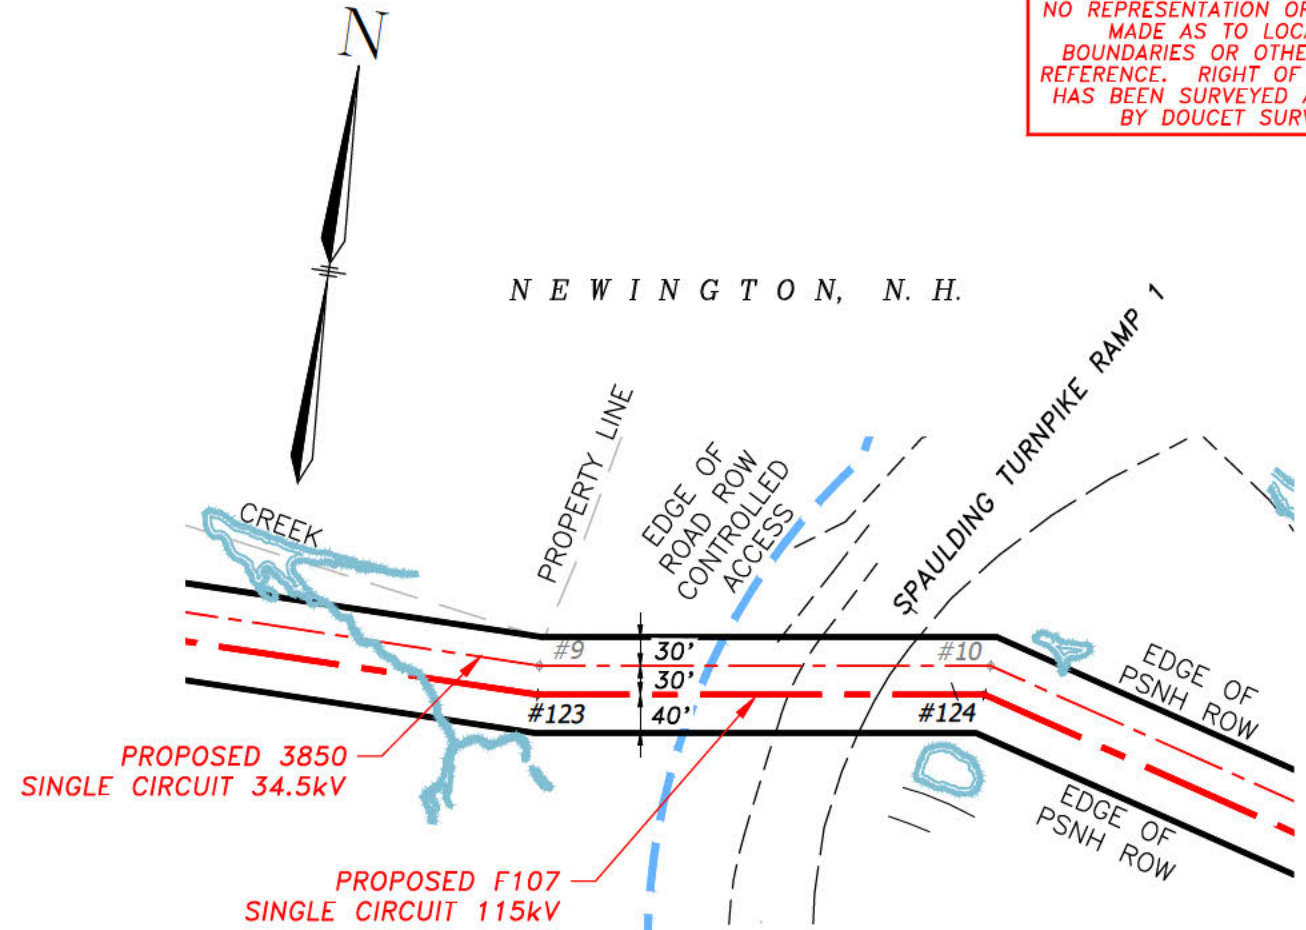 N
NO REPRESENTATION OR
MADE AS TO LOCA
BOUNDARIES OR OTHE
REFERENCE. RIGHT OF
HAS BEEN SURVEYED A
BY DOUCET SURV
NEWINGTON, N.H.
SPAULDING TURNPIKE RAMP 1
PROPERTY LINE
EDGE OF
ROAD ROW
CONTROLLED
ACCESS
CREEK
#9
30'
#10
30'
#123
40'
#124
EDGE OF
PSNH ROW
PROPOSED 3850
SINGLE CIRCUIT 34.5kV
EDGE OF
PSNH ROW
PROPOSED F107
SINGLE CIRCUIT 115kV